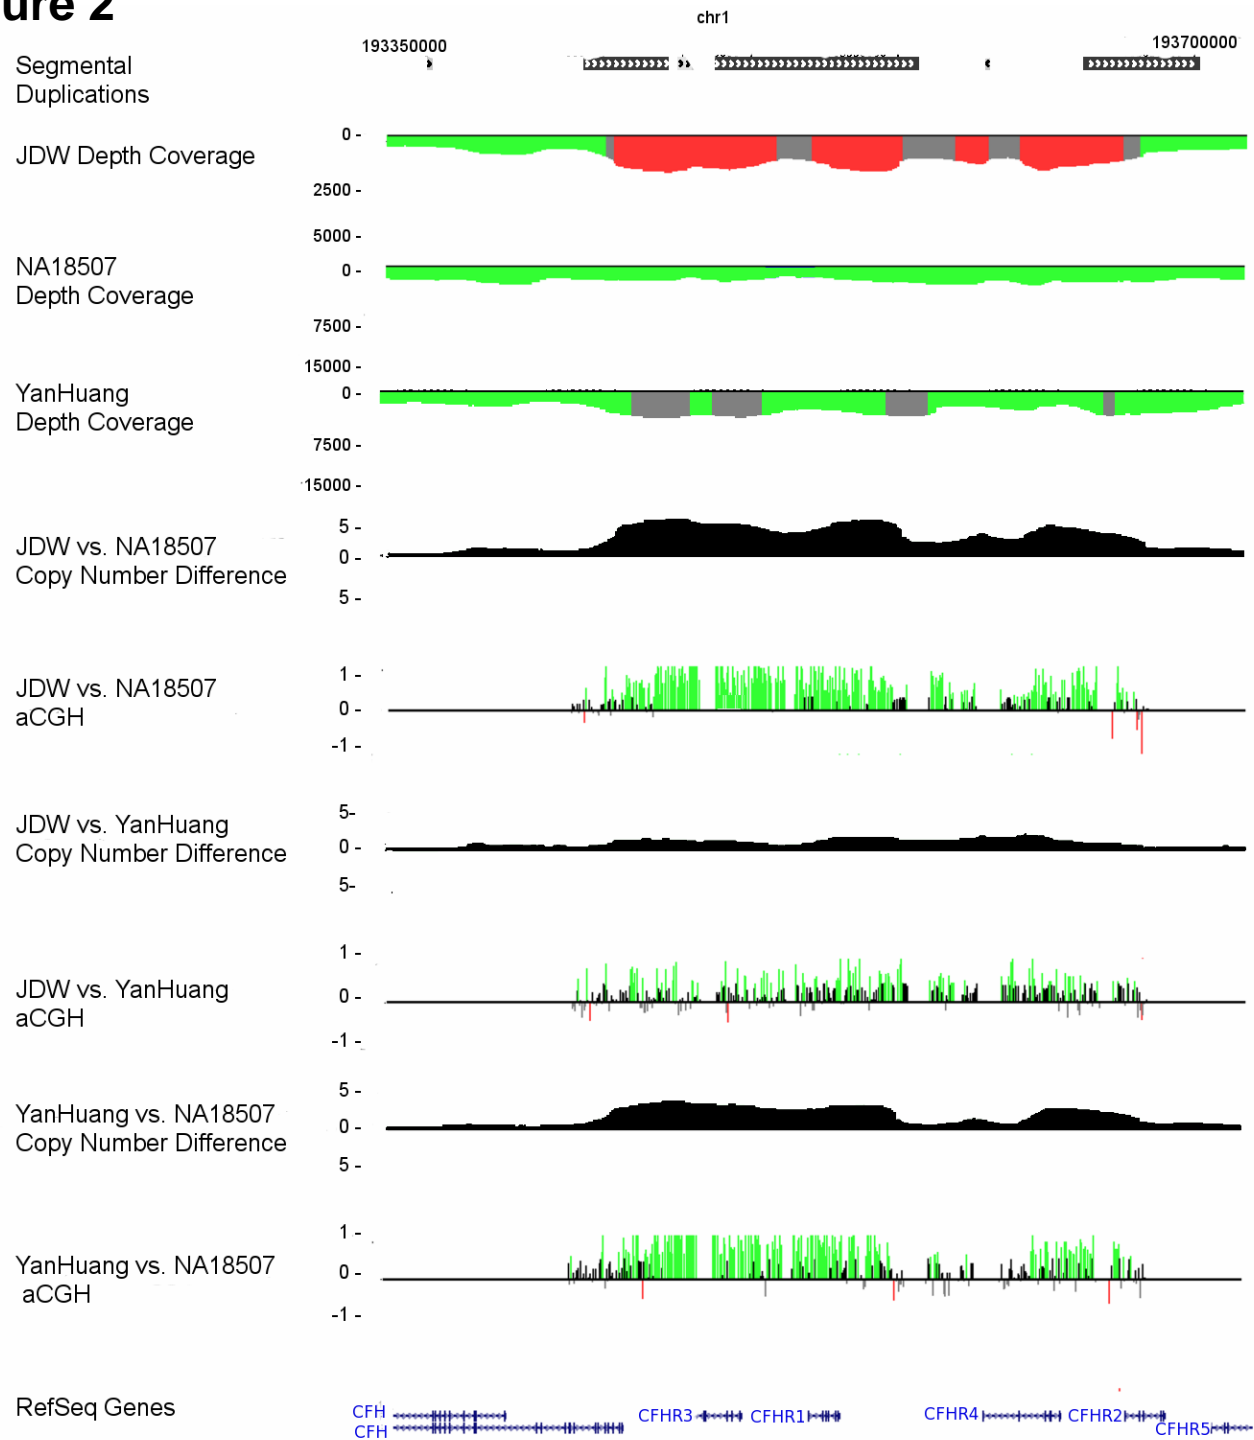 ure 2
chr1
193350000
193700000
Segmental
Duplications
JDW Depth Coverage
0 -
2500 -
5000 -
NA18507
Depth Coverage
0 -
7500 -
15000 -
YanHuang
Depth Coverage
0 -
7500 -
15000 -
JDW vs. NA18507
Copy Number Difference
5 -
0 -
5 -
JDW vs. NA18507
aCGH
1 -
0 -
-1 -
JDW vs. YanHuang
Copy Number Difference
5-
0 -
5-
JDW vs. YanHuang
aCGH
1 -
0 -
-1 -
YanHuang vs. NA18507
Copy Number Difference
5 -
0 -
5 -
YanHuang vs. NA18507
aCGH
1 -
0 -
-1 -
RefSeq Genes
CFH
CFH
CFHR3
CFHR1
CFHR4
CFHR2
CFHR5